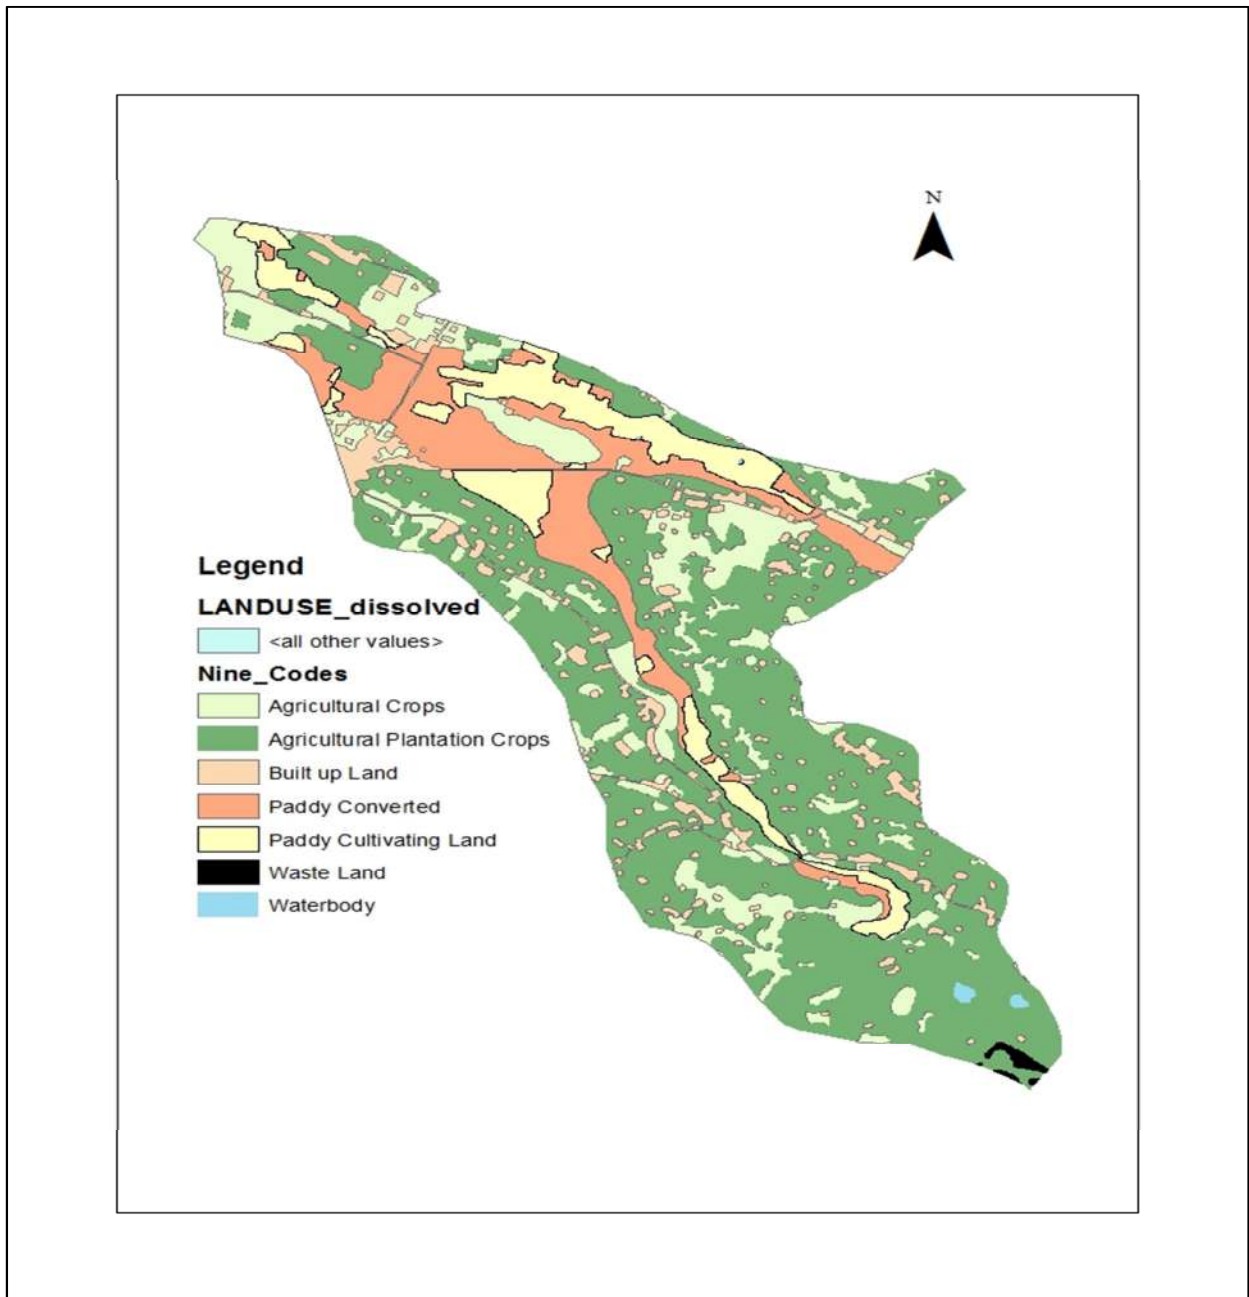 N
Legend
LANDUSE_dissolved
<all other values>
Nine_Codes
Agricultural Crops
Agricultural Plantation Crops
Built up Land
Paddy Converted
Paddy Cultivating Land
Waste Land
Waterbody